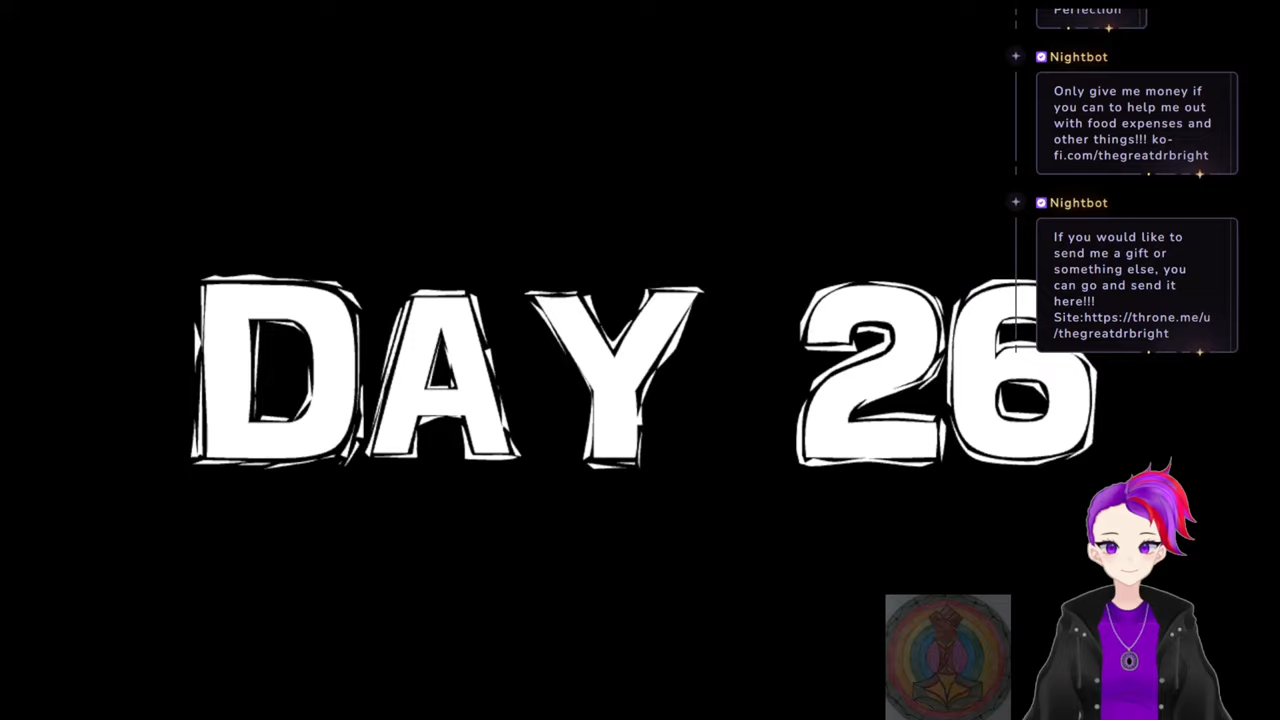 Perfection
Nightbot
Only give me money if
you can to help me out
with food expenses and
other things!!! ko-
fi.com/thegreatdrbright
Nightbot
If you would like to
send me a gift or
something else, you
can go and send it
here!!!
Site:https://throne.me/u
/thegreatdrbright
DAY 26